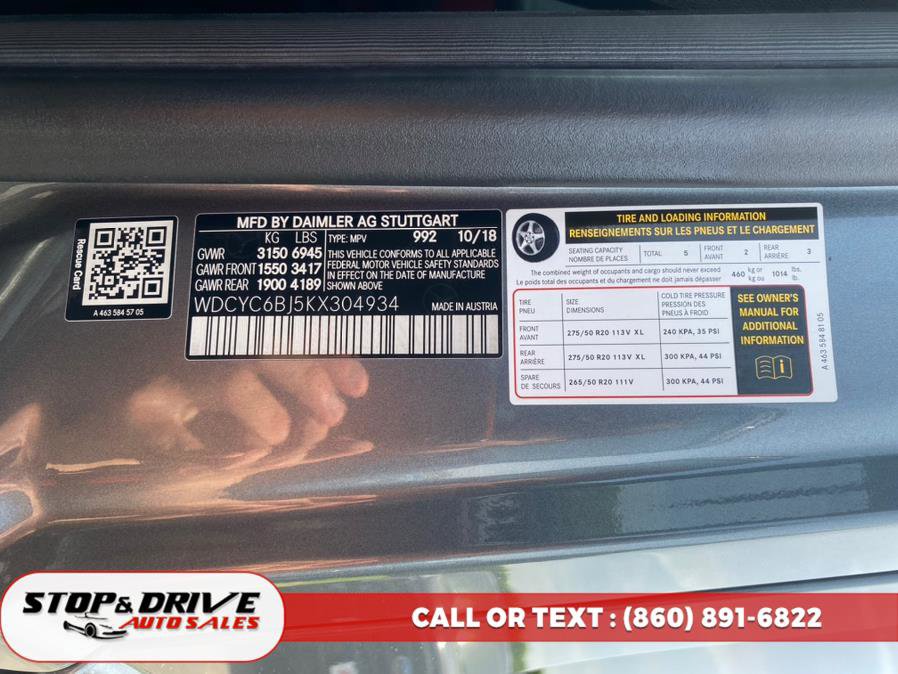 Rescue Card
A 463 584 57 05
MFD BY DAIMLER AG STUTTGART
KG LBS TYPE: MPV 992 10/18
GWR 3150 6945
GAWR FRONT 1550 3417
GAWR REAR 1900 4189
THIS VEHICLE CONFORMS TO ALL APPLICABLE
FEDERAL MOTOR VEHICLE SAFETY STANDARDS
IN EFFECT ON THE DATE OF MANUFACTURE
SHOWN ABOVE
WDCYC6BJ5KX304934 MADE IN AUSTRIA
TIRE AND LOADING INFORMATION
RENSEIGNEMENTS SUR LES PNEUS ET LE CHARGEMENT
SEATING CAPACITY
NOMBRE DE PLACES
TOTAL 5
FRONT
AVANT
2
REAR
ARRIÈRE
3
The combined weight of occupants and cargo should never exceed
Le poids total des occupants et du chargement ne doit jamais dépasser
460 kg or
kg ou
1014 lbs.
lb.
TIRE
PNEU
SIZE
DIMENSIONS
COLD TIRE PRESSURE
PRESSION DES
PNEUS À FROID
FRONT
AVANT
275/50 R20 113V XL
240 KPA, 35 PSI
REAR
ARRIÈRE
275/50 R20 113V XL
300 KPA, 44 PSI
SPARE
DE SECOURS
265/50 R20 111V
300 KPA, 44 PSI
SEE OWNER'S
MANUAL FOR
ADDITIONAL
INFORMATION
A 463 584 81 05
STOP & DRIVE
AUTO SALES
CALL OR TEXT : (860) 891-6822